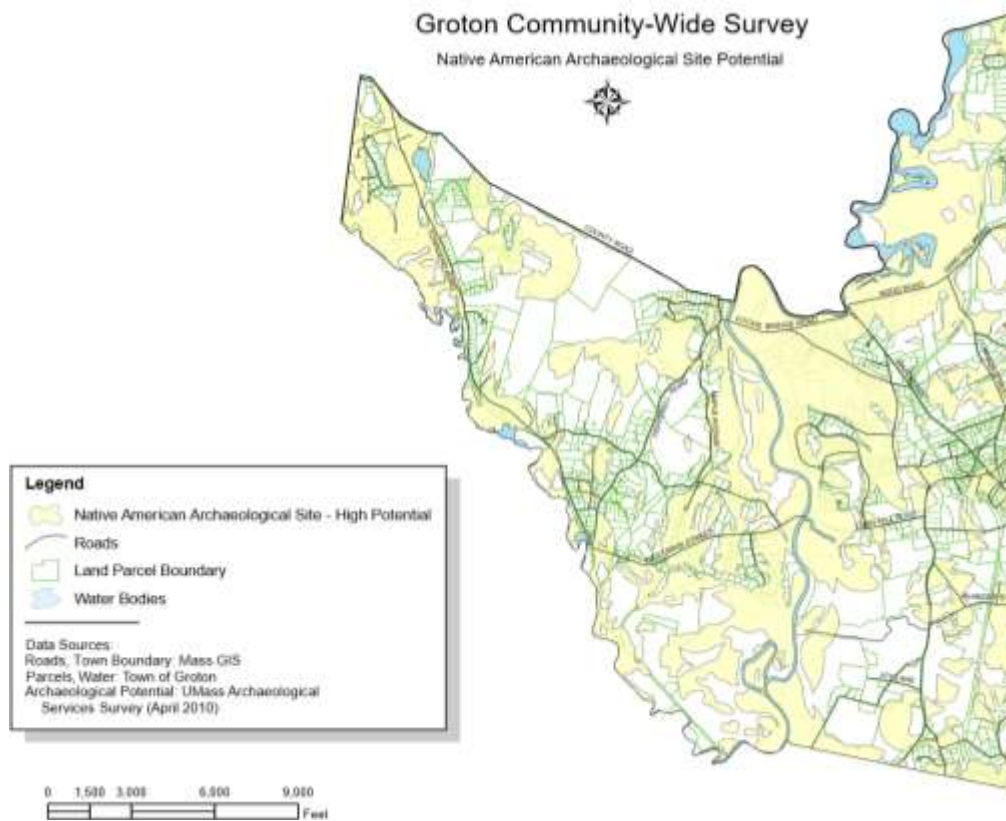 Groton Community-Wide Survey
Native American Archaeological Site Potential
COUNTY ROAD
Legend
Native American Archaeological Site - High Potential
Roads
Land Parcel Boundary
Water Bodies
Data Sources:
Roads, Town Boundary: Mass GIS
Parcels, Water: Town of Groton
Archaeological Potential: UMass Archaeological
Services Survey (April 2010)
0 1,500 3,000 6,000 9,000
Feet